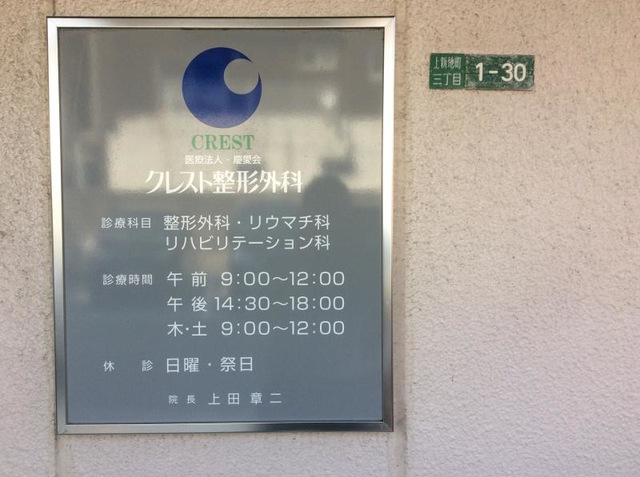 CREST
医療法人・慶愛会
クレスト整形外科
診療科目 整形外科・リウマチ科
リハビリテーション科
診療時間 午前 9:00～12:00
午後 14:30～18:00
木・土 9:00～12:00
休診 日曜・祭日
院長 上田章二
上新地町
三丁目
1-30